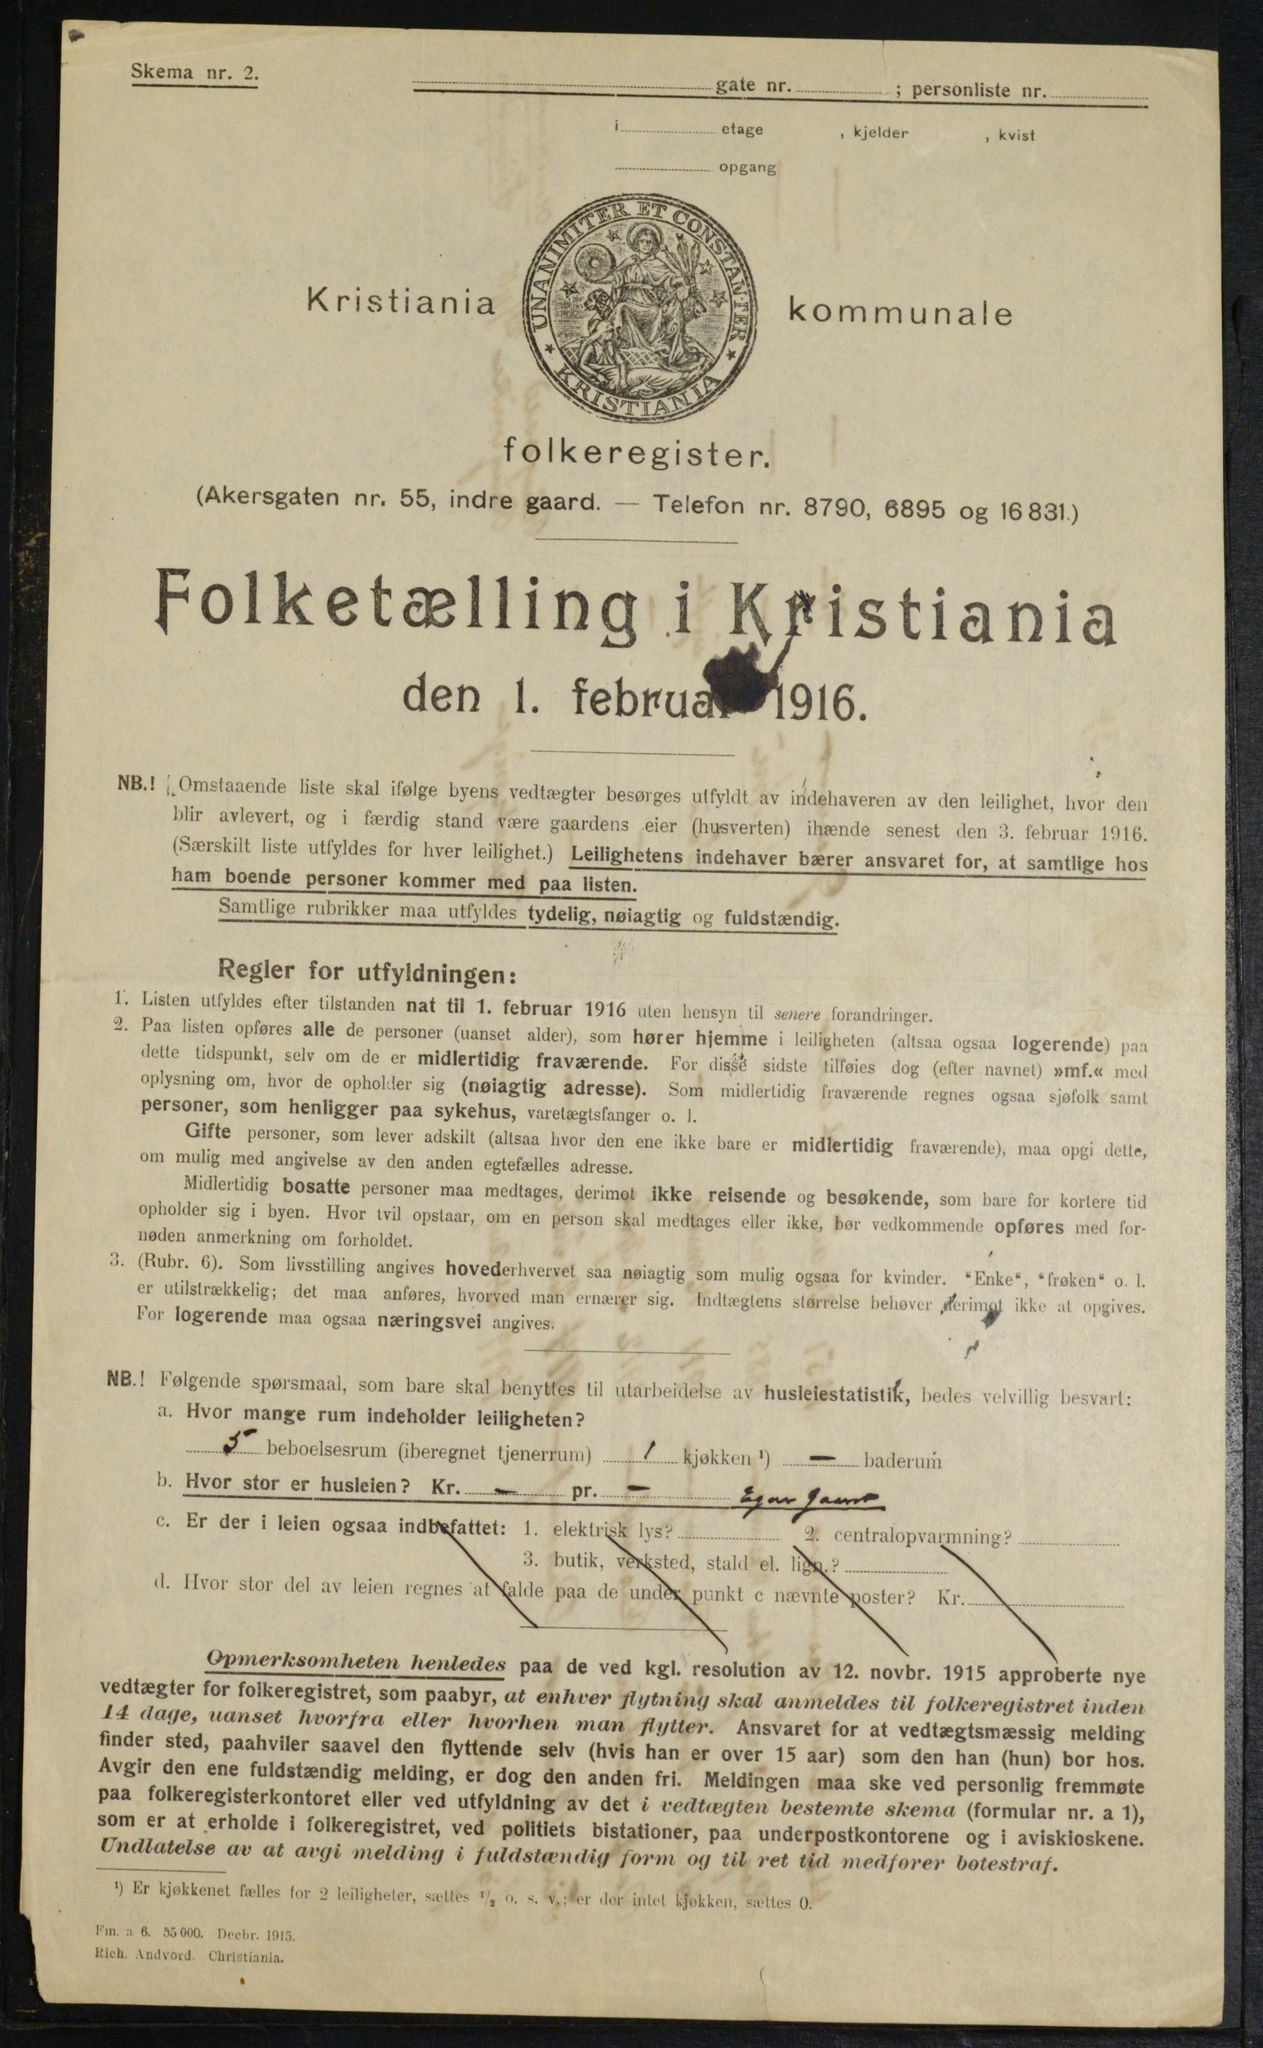 Skema nr. 2.
gate nr. ; personliste nr.
i etage , kjelder , kvist
opgang
UNANIMITER ET CONSTANTER
KRISTIANIA
Kristiania kommunale
folkeregister.
(Akersgaten nr. 55, indre gaard. — Telefon nr. 8790, 6895 og 16831.)
Folketælling i Kristiania
den 1. februar 1916.
NB.! Omstaaende liste skal ifølge byens vedtægter besørges utfyldt av indehaveren av den leilighet, hvor den
blir avlevert, og i færdig stand være gaardens eier (husverten) ihænde senest den 3. februar 1916.
(Særskilt liste utfyldes for hver leilighet.) Leilighetens indehaver bærer ansvaret for, at samtlige hos
ham boende personer kommer med paa listen.
Samtlige rubrikker maa utfyldes tydelig, nøiagtig og fuldstændig.
Regler for utfyldningen:
1. Listen utfyldes efter tilstanden nat til 1. februar 1916 uten hensyn til senere forandringer.
2. Paa listen opføres alle de personer (uanset alder), som hører hjemme i leiligheten (altsaa ogsaa logerende) paa
dette tidspunkt, selv om de er midlertidig fraværende. For disse sidste tilføies dog (efter navnet) »mf.« med
oplysning om, hvor de opholder sig (nøiagtig adresse). Som midlertidig fraværende regnes ogsaa sjøfolk samt
personer, som henligger paa sykehus, varetægtsfanger o. l.
Gifte personer, som lever adskilt (altsaa hvor den ene ikke bare er midlertidig fraværende), maa opgi dette,
om mulig med angivelse av den anden egtefælles adresse.
Midlertidig bosatte personer maa medtages, derimot ikke reisende og besøkende, som bare for kortere tid
opholder sig i byen. Hvor tvil opstaar, om en person skal medtages eller ikke, bør vedkommende opføres med for-
nøden anmerkning om forholdet.
3. (Rubr. 6). Som livsstilling angives hovederhvervet saa nøiagtig som mulig ogsaa for kvinder. "Enke", "frøken" o. l.
er utilstrækkelig; det maa anføres, hvorved man ernærer sig. Indtægtens størrelse behøver derimot ikke at opgives.
For logerende maa ogsaa næringsvei angives.
NB.! Følgende spørsmaal, som bare skal benyttes til utarbeidelse av husleiestatistik, bedes velvillig besvart:
a. Hvor mange rum indeholder leiligheten?
5 beboelsesrum (iberegnet tjenerrum) 1 kjøkken ¹) — baderum
b. Hvor stor er husleien? Kr. — pr. — Egen Gaard
c. Er der i leien ogsaa indbefattet: 1. elektrisk lys? 2. centralopvarmning?
3. butik, verksted, stald el. lign.?
d. Hvor stor del av leien regnes at falde paa de under punkt c nævnte poster? Kr.
Opmerksomheten henledes paa de ved kgl. resolution av 12. novbr. 1915 approberte nye
vedtægter for folkeregistret, som paabyr, at enhver flytning skal anmeldes til folkeregistret inden
14 dage, uanset hvorfra eller hvorhen man flytter. Ansvaret for at vedtægtsmæssig melding
finder sted, paahviler saavel den flyttende selv (hvis han er over 15 aar) som den han (hun) bor hos.
Avgir den ene fuldstændig melding, er dog den anden fri. Meldingen maa ske ved personlig fremmøte
paa folkeregisterkontoret eller ved utfyldning av det i vedtægten bestemte skema (formular nr. a 1),
som er at erholde i folkeregistret, ved politiets bistationer, paa underpostkontorene og i aviskioskene.
Undlatelse av at avgi melding i fuldstændig form og til ret tid medfører bøtestraf.
¹) Er kjøkkenet fælles for 2 leiligheter, sættes ½ o. s. v.; er der intet kjøkken, sættes 0.
Fm. a 6. 55000. Decbr. 1915.
Rich. Andvord. Christiania.